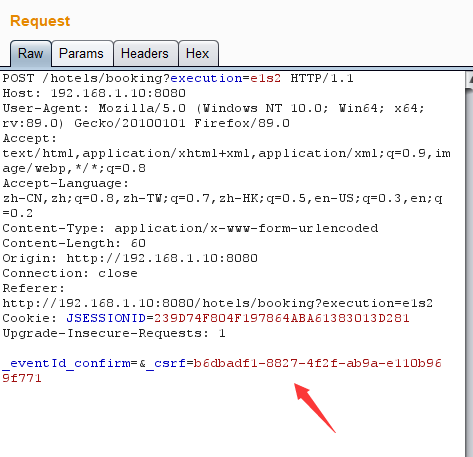 Request
Raw Params Headers Hex
POST /hotels/booking?execution=e1s2 HTTP/1.1
Host: 192.168.1.10:8080
User-Agent: Mozilla/5.0 (Windows NT 10.0; Win64; x64;
rv:89.0) Gecko/20100101 Firefox/89.0
Accept:
text/html,application/xhtml+xml,application/xml;q=0.9,im
age/webp,*/*;q=0.8
Accept-Language:
zh-CN,zh;q=0.8,zh-TW;q=0.7,zh-HK;q=0.5,en-US;q=0.3,en;q
=0.2
Content-Type: application/x-www-form-urlencoded
Content-Length: 60
Origin: http://192.168.1.10:8080
Connection: close
Referer:
http://192.168.1.10:8080/hotels/booking?execution=e1s2
Cookie: JSESSIONID=239D74F804F197864ABA61383013D281
Upgrade-Insecure-Requests: 1
_eventId_confirm=&_csrf=b6dbadf1-8827-4f2f-ab9a-e110b96
9f771